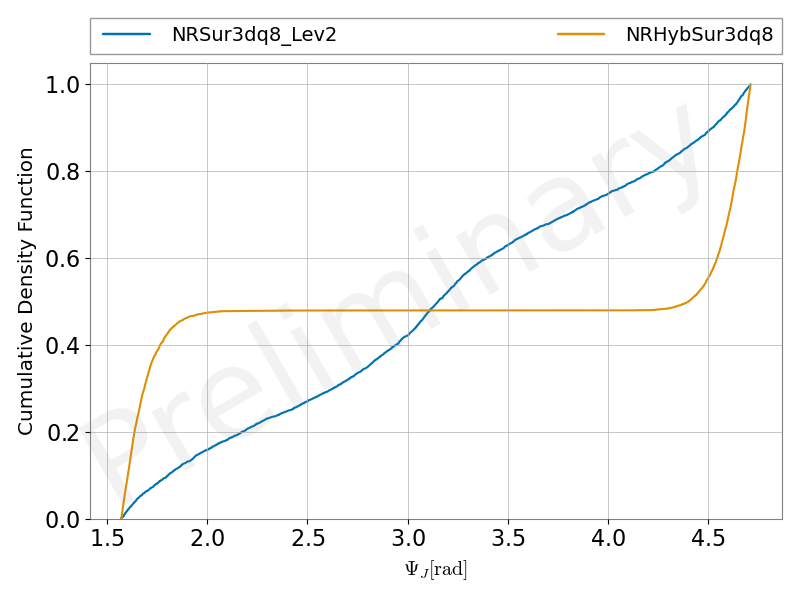 NRSur3dq8_Lev2 NRHybSur3dq8
1.0
0.8
0.6
0.4
0.2
0.0
Cumulative Density Function
Preliminary
1.5 2.0 2.5 3.0 3.5 4.0 4.5
Ψ_J[rad]